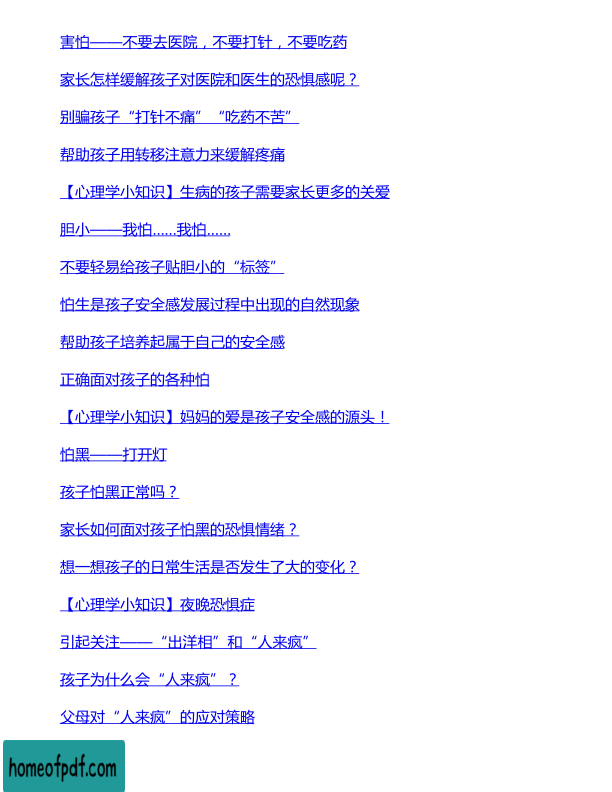 害怕——不要去医院，不要打针，不要吃药
家长怎样缓解孩子对医院和医生的恐惧感呢？
别骗孩子“打针不痛”“吃药不苦”
帮助孩子用转移注意力来缓解疼痛
【心理学小知识】生病的孩子需要家长更多的关爱
胆小——我怕……我怕……
不要轻易给孩子贴胆小的“标签”
怕生是孩子安全感发展过程中出现的自然现象
帮助孩子培养起属于自己的安全感
正确面对孩子的各种怕
【心理学小知识】妈妈的爱是孩子安全感的源头！
怕黑——打开灯
孩子怕黑正常吗？
家长如何面对孩子怕黑的恐惧情绪？
想一想孩子的日常生活是否发生了大的变化？
【心理学小知识】夜晚恐惧症
引起关注——“出洋相”和“人来疯”
孩子为什么会“人来疯”？
父母对“人来疯”的应对策略
homeofpdf.com